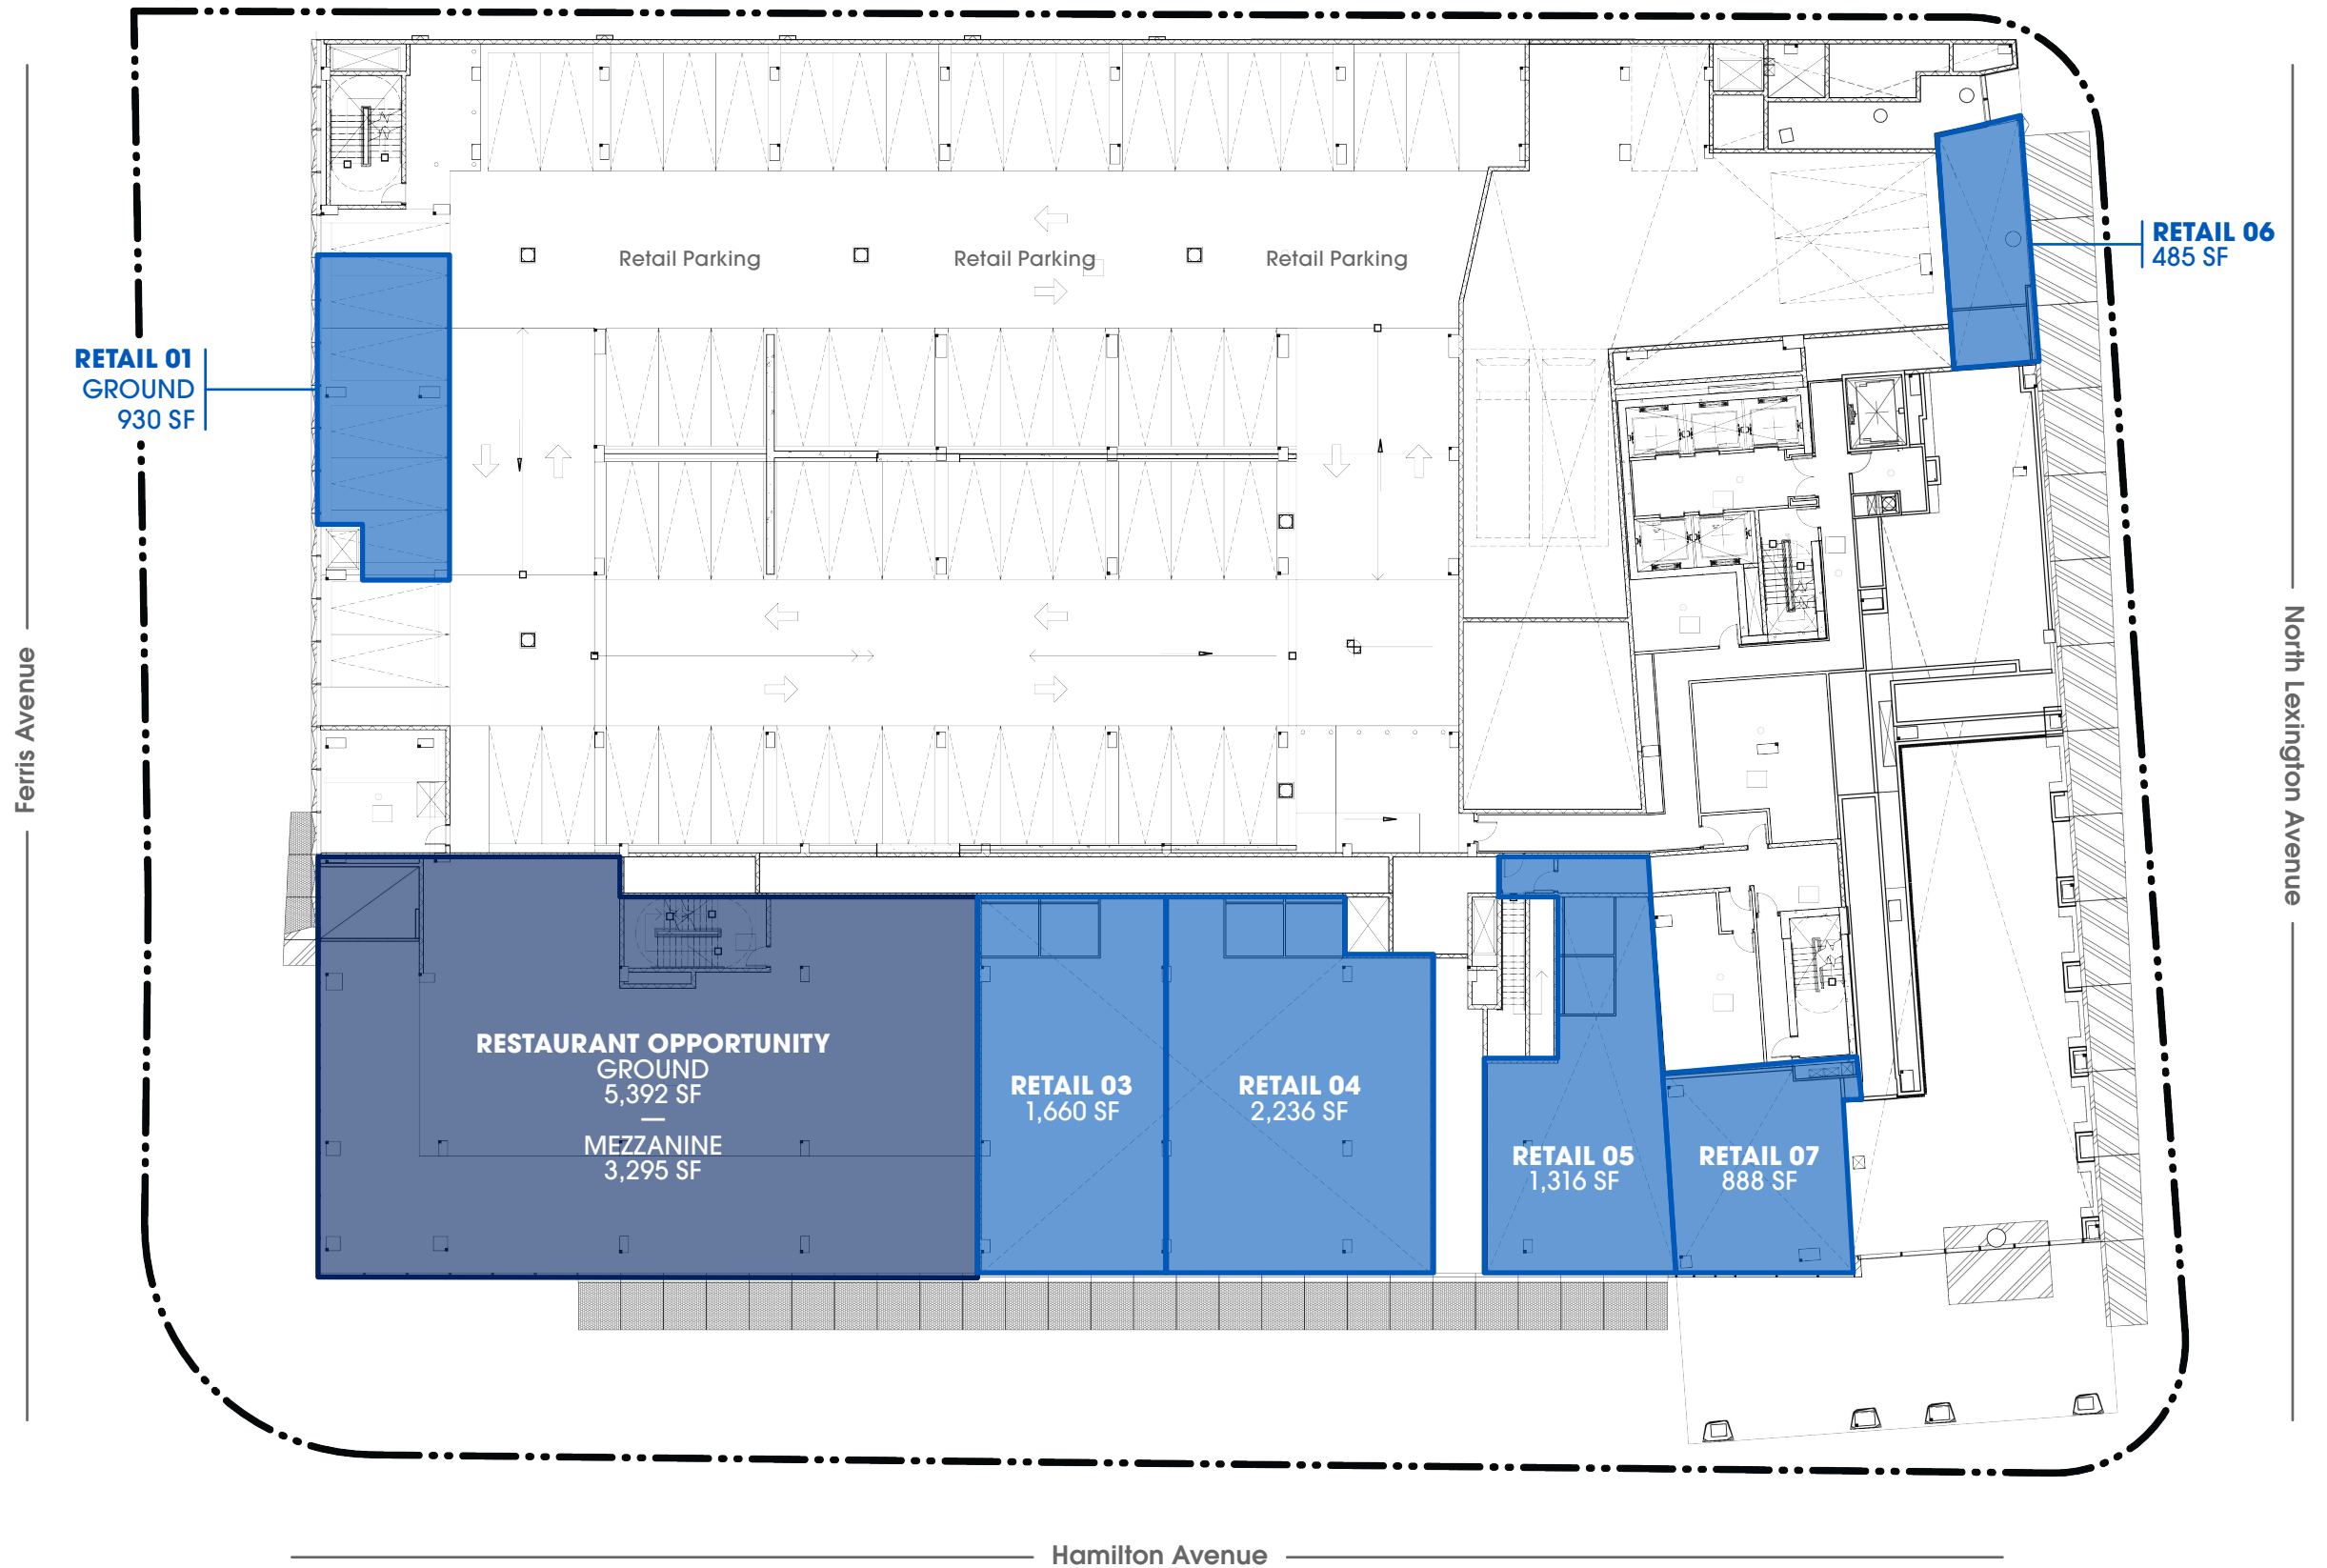 Retail Parking
Retail Parking
Retail Parking
RETAIL 06
485 SF
RETAIL 01
GROUND
930 SF
Ferris Avenue
North Lexington Avenue
RESTAURANT OPPORTUNITY
GROUND
5,392 SF
—
MEZZANINE
3,295 SF
RETAIL 03
1,660 SF
RETAIL 04
2,236 SF
RETAIL 05
1,316 SF
RETAIL 07
888 SF
Hamilton Avenue